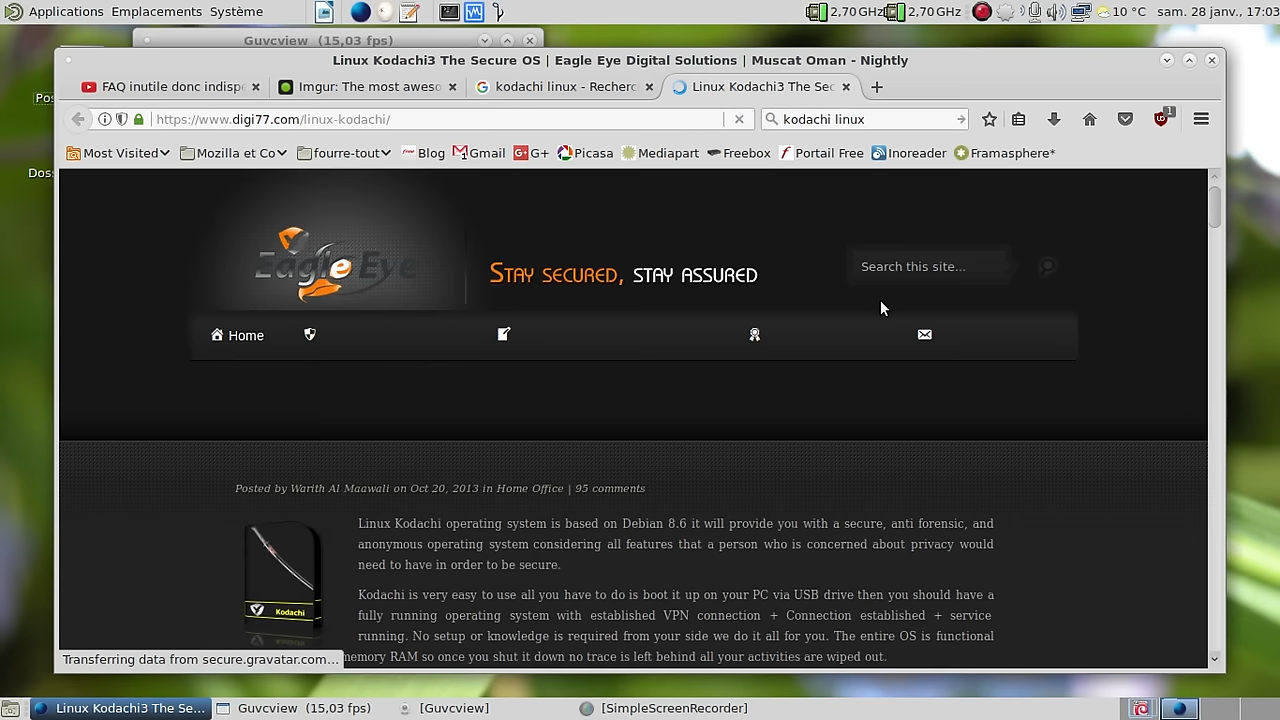 Applications Emplacements Système
2,70 GHz 2,70 GHz 10 °C sam. 28 janv., 17:03
Guvcview (15,03 fps)
Linux Kodachi3 The Secure OS | Eagle Eye Digital Solutions | Muscat Oman - Nightly
FAQ inutile donc indisp
Imgur: The most aweso
kodachi linux - Recherc
Linux Kodachi3 The Sec
https://www.digi77.com/linux-kodachi/
kodachi linux
1
Most Visited
Mozilla et Co
fourre-tout
Blog
Gmail
G+
Picasa
Mediapart
Freebox
Portail Free
Inoreader
Framasphere*
Pos
Doss
Eagle Eye
Stay secured, stay assured
Search this site...
Home
Posted by Warith Al Maawali on Oct 20, 2013 in Home Office | 95 comments
Linux Kodachi operating system is based on Debian 8.6 it will provide you with a secure, anti forensic, and
anonymous operating system considering all features that a person who is concerned about privacy would
need to have in order to be secure.
Kodachi is very easy to use all you have to do is boot it up on your PC via USB drive then you should have a
fully running operating system with established VPN connection + Connection established + service
running. No setup or knowledge is required from your side we do it all for you. The entire OS is functional
memory RAM so once you shut it down no trace is left behind all your activities are wiped out.
Kodachi
Transferring data from secure.gravatar.com...
Linux Kodachi3 The Se...
Guvcview (15,03 fps)
[Guvcview]
[SimpleScreenRecorder]